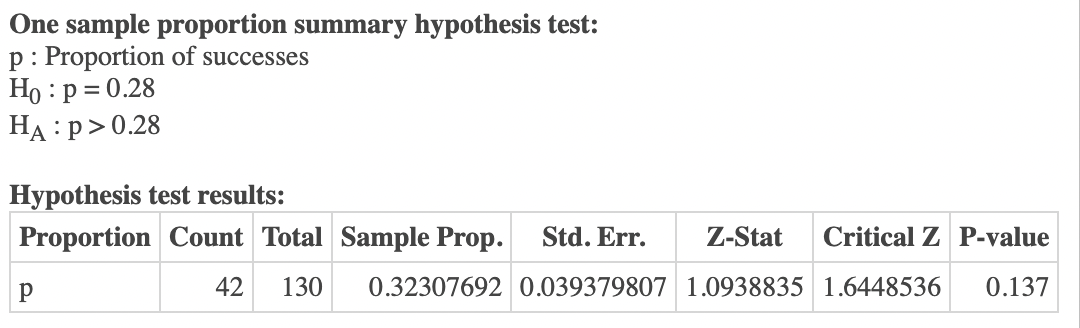 One sample proportion summary hypothesis test:
p : Proportion of successes
H0 : p = 0.28
HA : p > 0.28
Hypothesis test results:
Proportion Count Total Sample Prop. Std. Err. Z-Stat Critical Z P-value
p 42 130 0.32307692 0.039379807 1.0938835 1.6448536 0.137